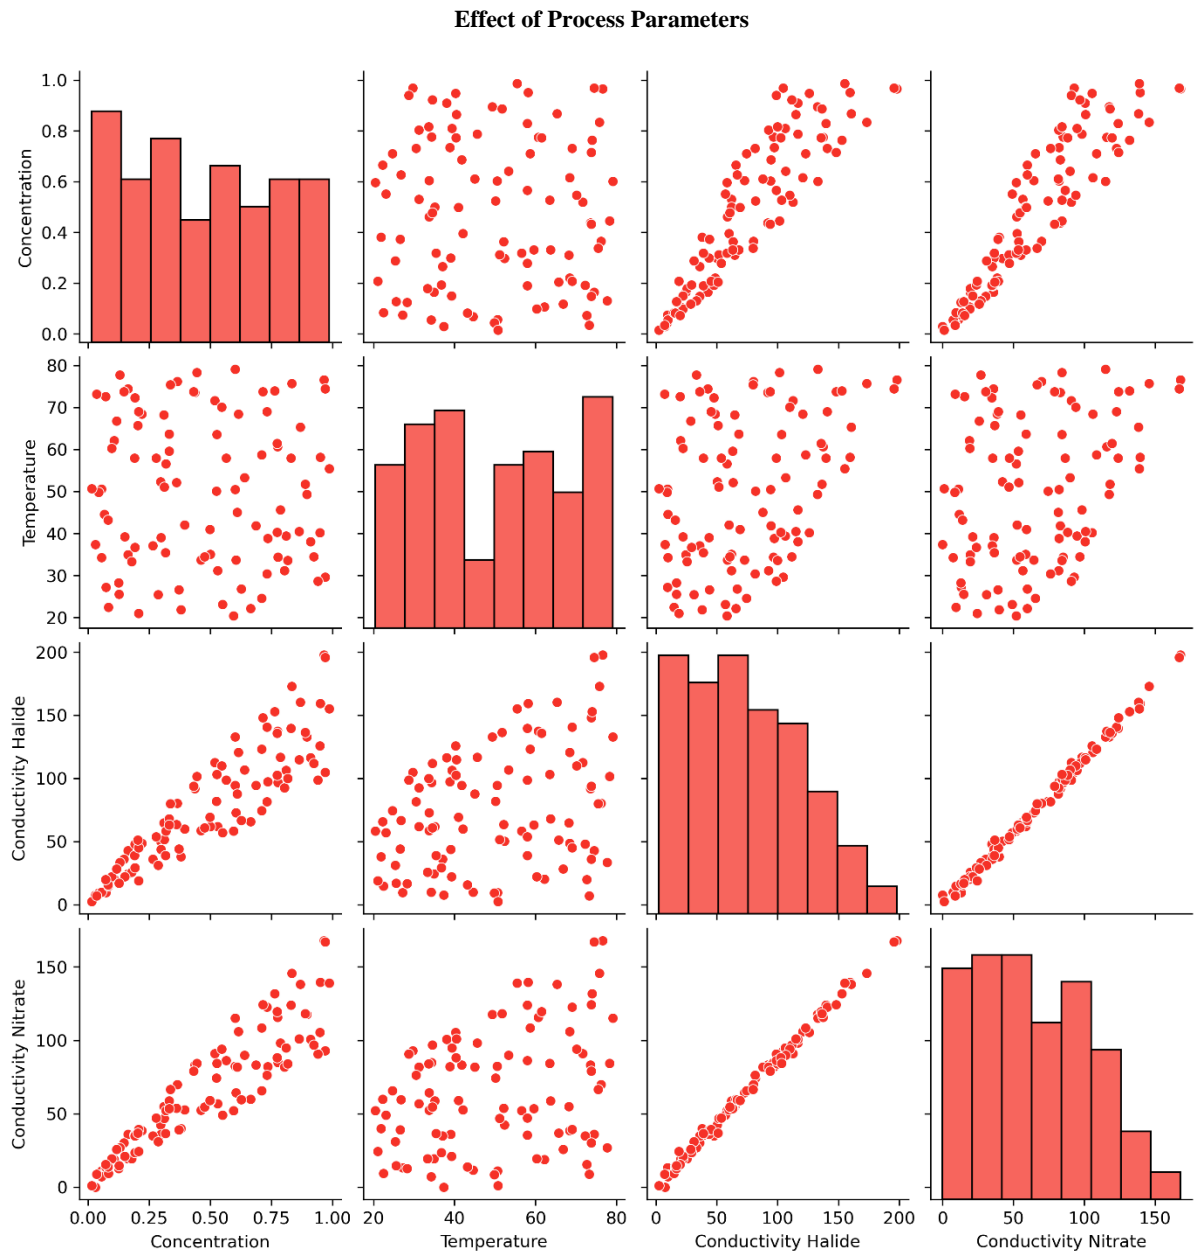 Effect of Process Parameters
1.0
0.8
0.6
0.4
0.2
0.0
Concentration
80
70
60
50
40
30
20
Temperature
200
150
100
50
0
Conductivity Halide
150
100
50
0
Conductivity Nitrate
0.00 0.25 0.50 0.75 1.00
20 40 60 80
0 50 100 150 200
0 50 100 150
Concentration
Temperature
Conductivity Halide
Conductivity Nitrate